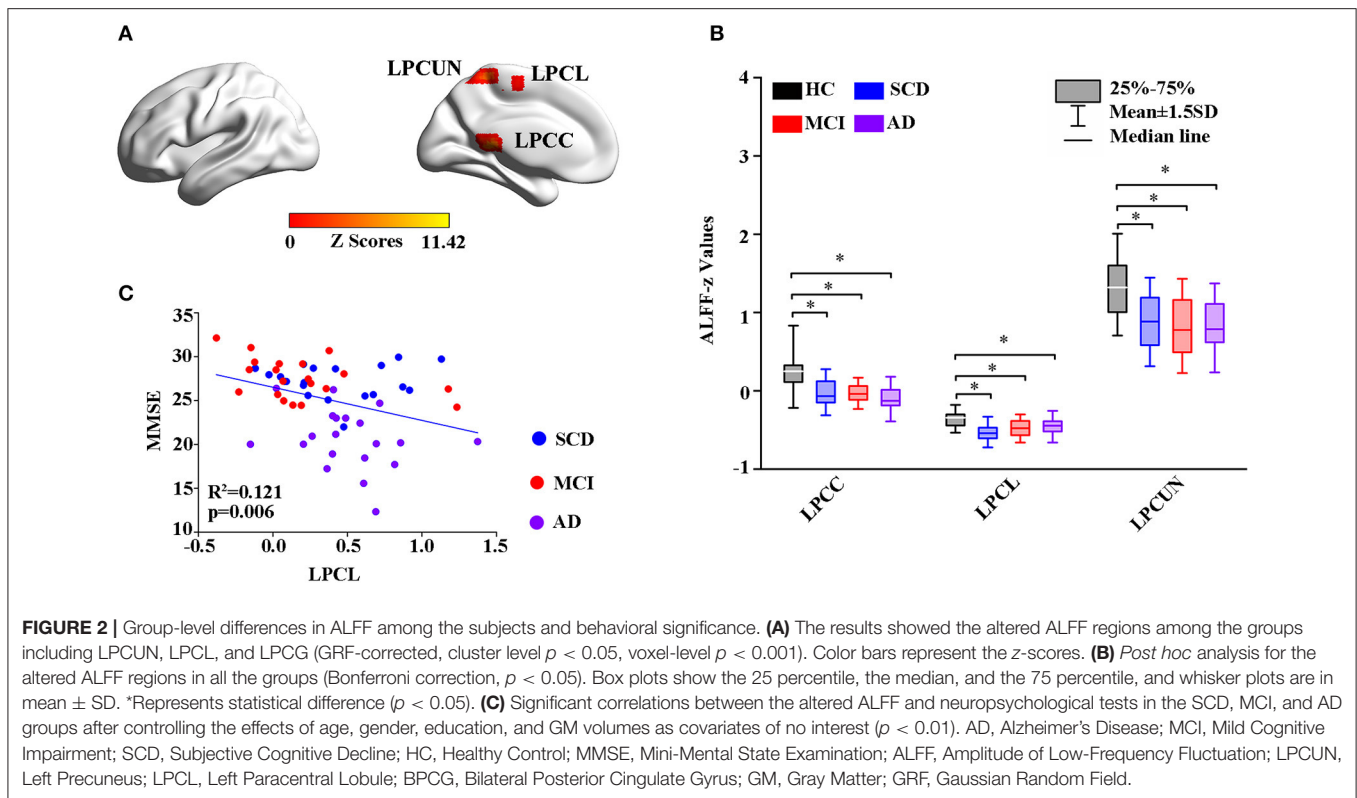 A
LPCUN
LPCL
LPCC
0 Z Scores 11.42
B
HC
SCD
MCI
AD
25%-75%
Mean±1.5SD
Median line
ALFF-z Values
4
3
2
1
0
-1
* * *
* * *
* * *
LPCC
LPCL
LPCUN
C
MMSE
35
30
25
20
15
10
R²=0.121
p=0.006
-0.5 0.0 0.5 1.0 1.5
LPCL
SCD
MCI
AD
FIGURE 2 | Group-level differences in ALFF among the subjects and behavioral significance. (A) The results showed the altered ALFF regions among the groups
including LPCUN, LPCL, and LPCG (GRF-corrected, cluster level p < 0.05, voxel-level p < 0.001). Color bars represent the z-scores. (B) Post hoc analysis for the
altered ALFF regions in all the groups (Bonferroni correction, p < 0.05). Box plots show the 25 percentile, the median, and the 75 percentile, and whisker plots are in
mean ± SD. *Represents statistical difference (p < 0.05). (C) Significant correlations between the altered ALFF and neuropsychological tests in the SCD, MCI, and AD
groups after controlling the effects of age, gender, education, and GM volumes as covariates of no interest (p < 0.01). AD, Alzheimer's Disease; MCI, Mild Cognitive
Impairment; SCD, Subjective Cognitive Decline; HC, Healthy Control; MMSE, Mini-Mental State Examination; ALFF, Amplitude of Low-Frequency Fluctuation; LPCUN,
Left Precuneus; LPCL, Left Paracentral Lobule; BPCG, Bilateral Posterior Cingulate Gyrus; GM, Gray Matter; GRF, Gaussian Random Field.